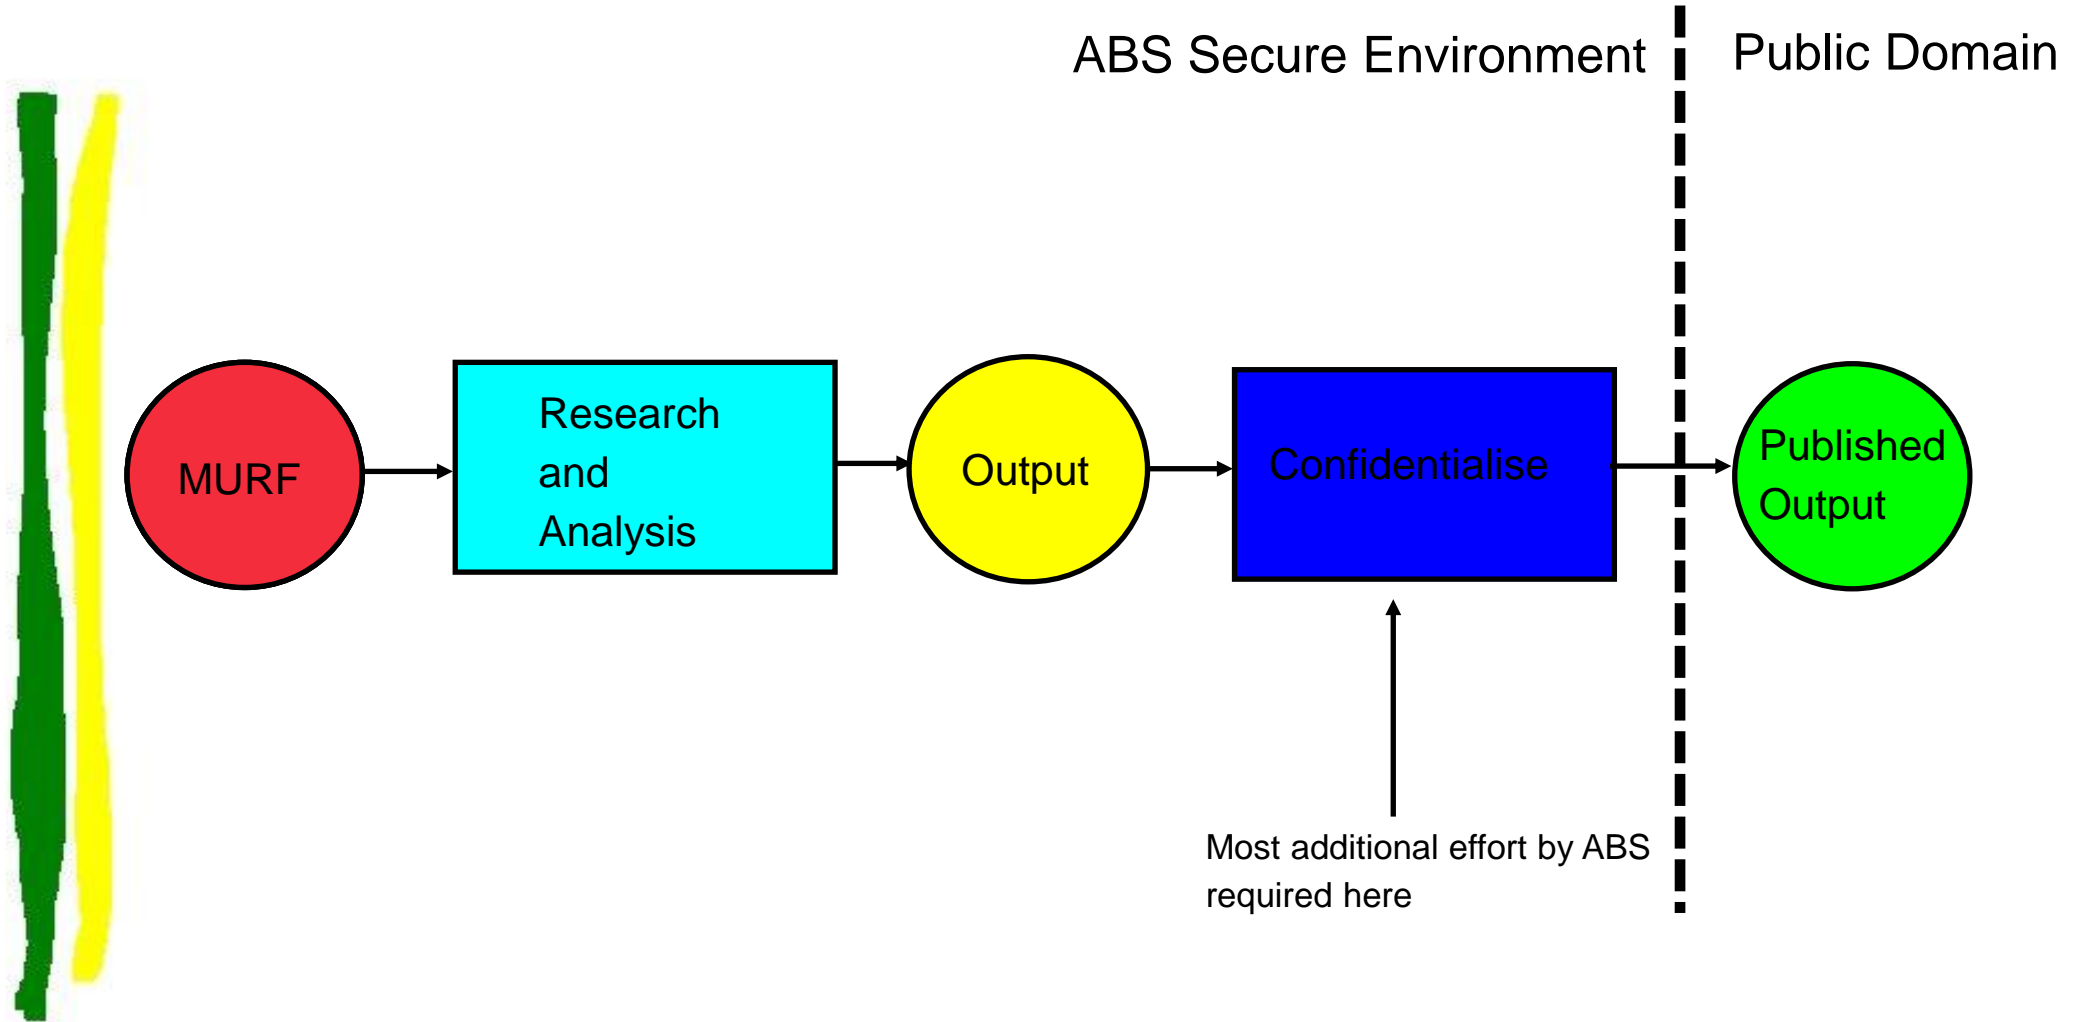 ABS Secure Environment
Public Domain
MURF
Research
and
Analysis
Output
Confidentialise
Published
Output
Most additional effort by ABS
required here